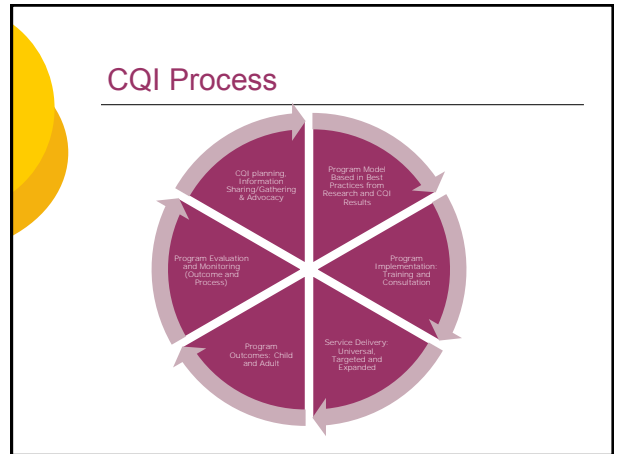 CQI Process
CQI planning,
Information
Sharing/Gathering
& Advocacy
Program Model
Based in Best
Practices from
Research and CQI
Results
Program Evaluation
and Monitoring
(Outcome and
Process)
Program
Implementation:
Training and
Consultation
Program
Outcomes: Child
and Adult
Service Delivery:
Universal,
Targeted and
Expanded